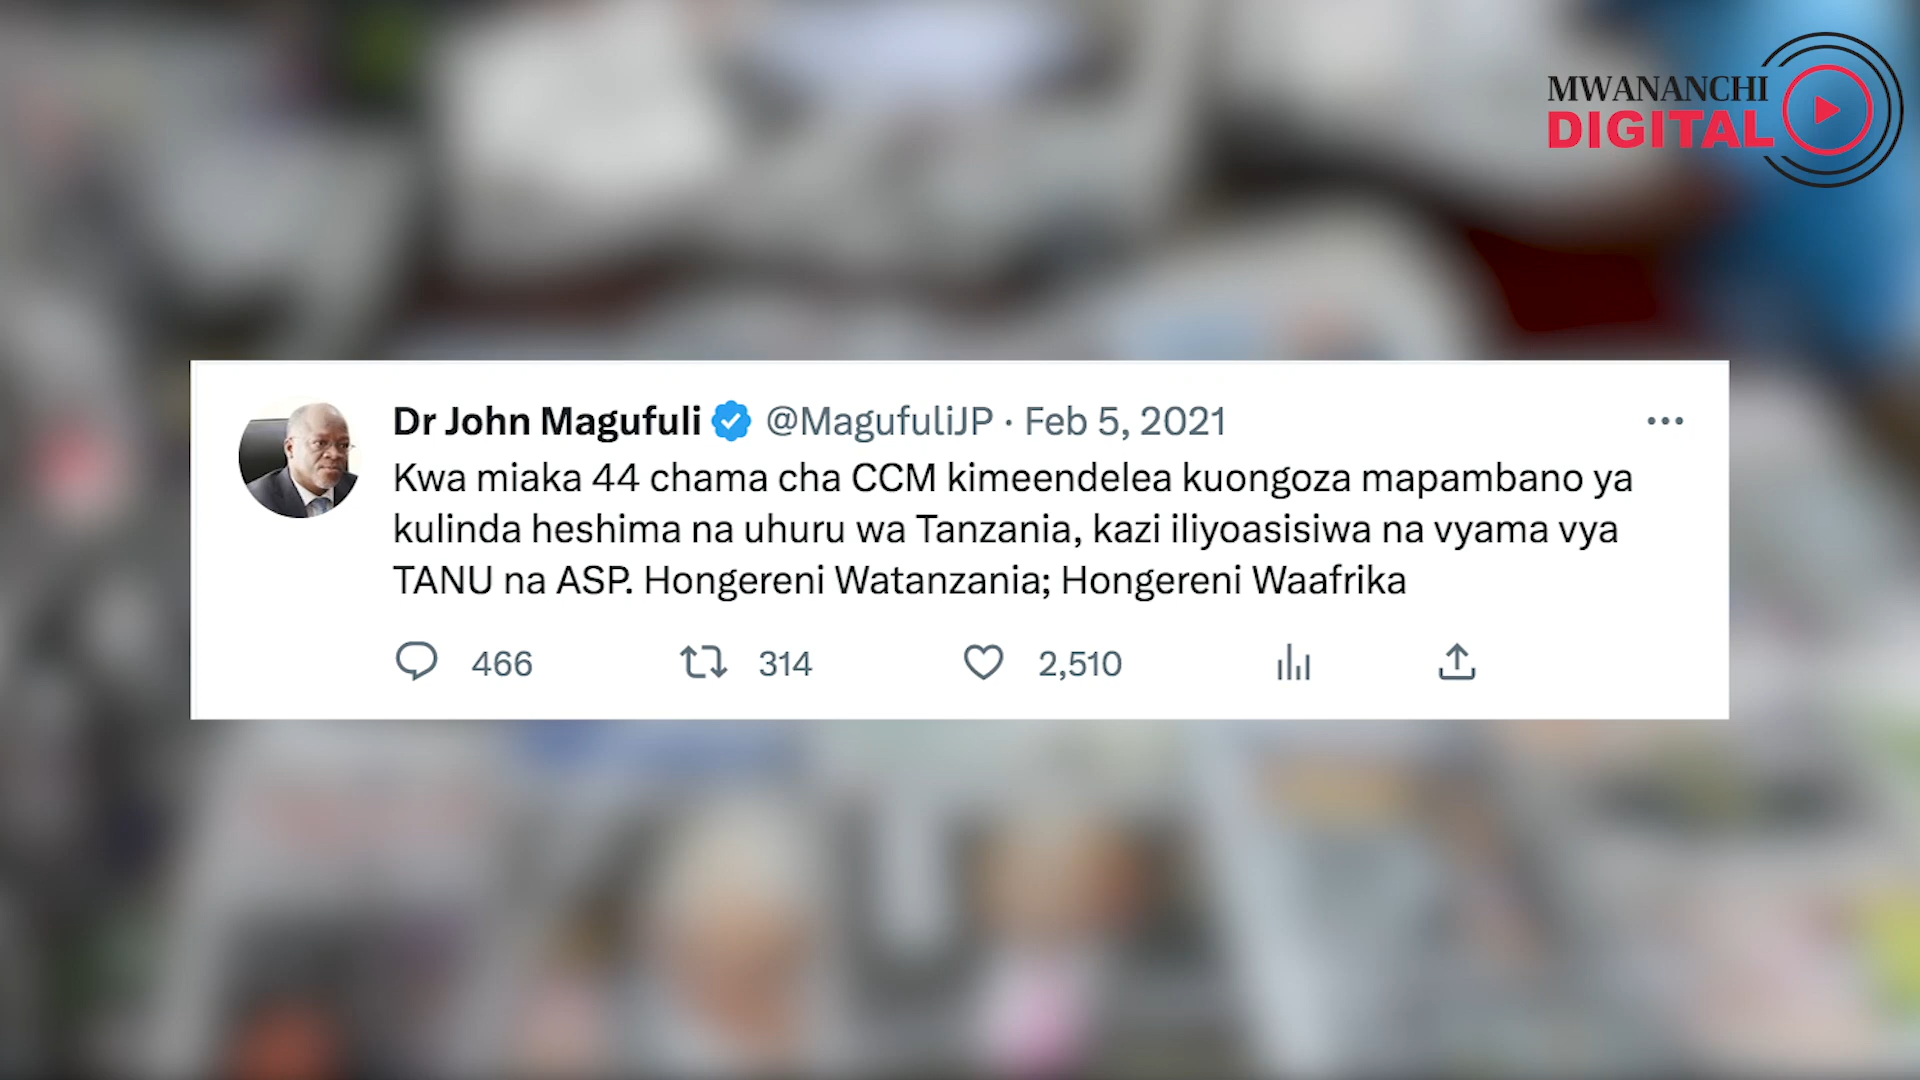 MWANANCHI
DIGITAL
Dr John Magufuli @MagufuliJP · Feb 5, 2021
Kwa miaka 44 chama cha CCM kimeendelea kuongoza mapambano ya
kulinda heshima na uhuru wa Tanzania, kazi iliyoasisiwa na vyama vya
TANU na ASP. Hongereni Watanzania; Hongereni Waafrika
466 314 2,510